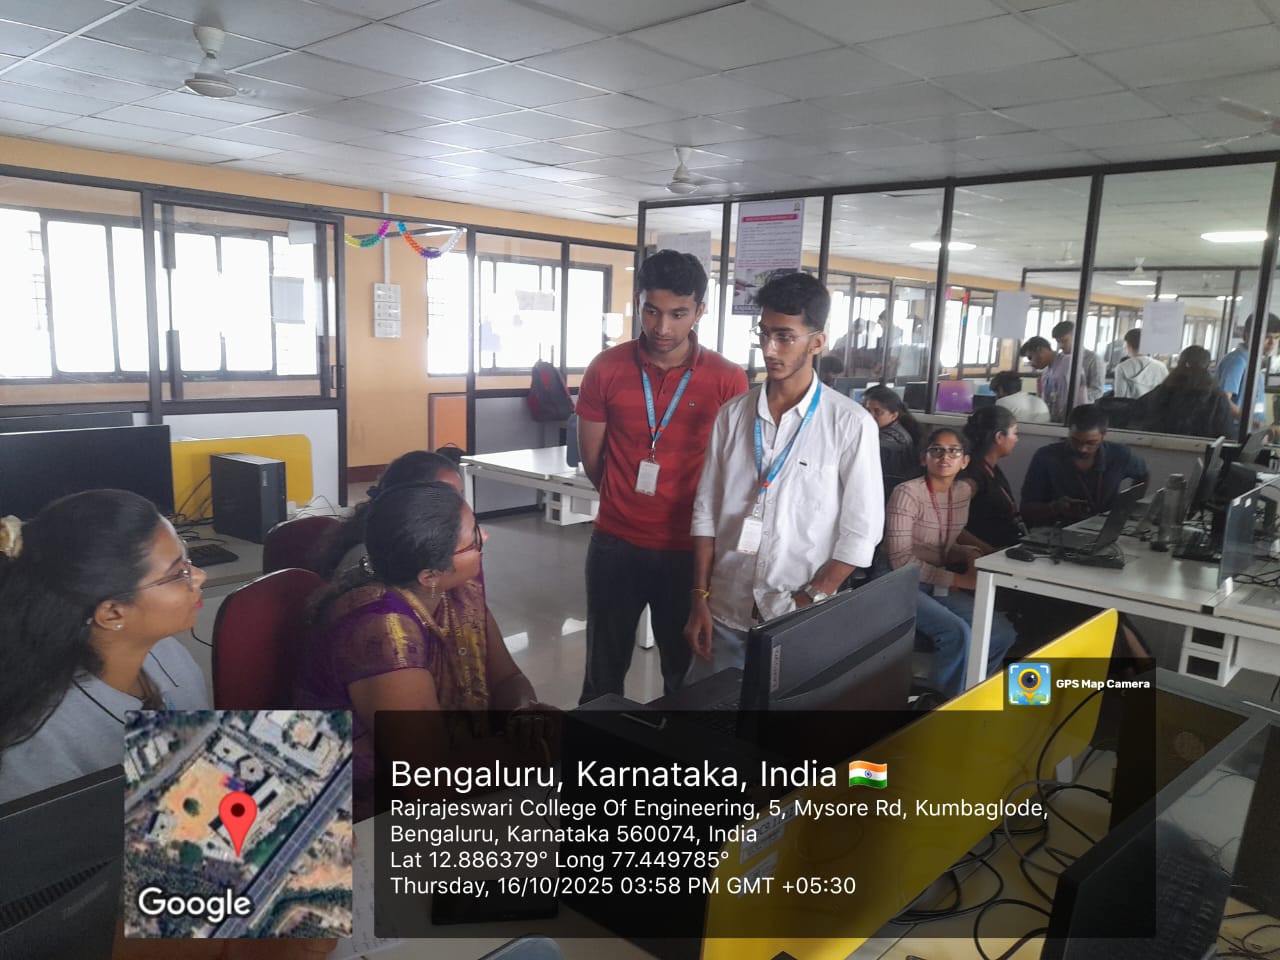 GPS Map Camera
Bengaluru, Karnataka, India 🇮🇳
Rajrajeswari College Of Engineering, 5, Mysore Rd, Kumbaglode,
Bengaluru, Karnataka 560074, India
Lat 12.886379° Long 77.449785°
Thursday, 16/10/2025 03:58 PM GMT +05:30
Google